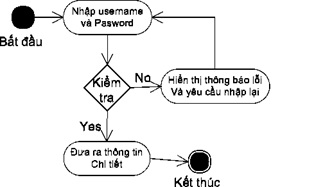 Bất đầu
Nhập username
và Pasword
Kiểm
tra
No
Hiển thị thông báo lỗi
Và yêu cầu nhập lại
Yes
Đưa ra thông tin
Chi tiết
Kết thúc